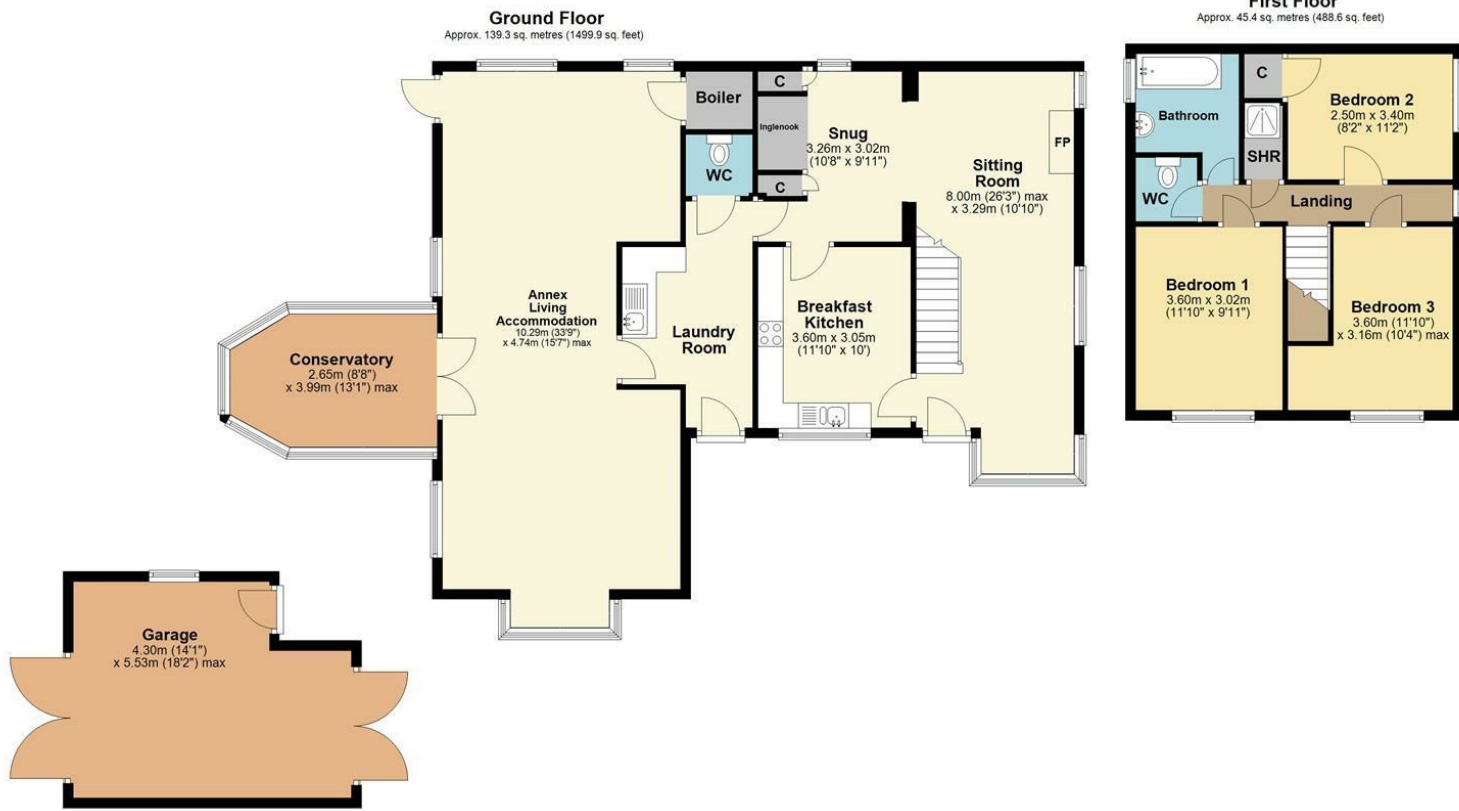 Ground Floor
Approx. 139.3 sq. metres (1499.9 sq. feet)
Boiler
WC
C
Inglenook
C
Snug
3.26m x 3.02m
(10'8" x 9'11")
Sitting
Room
8.00m (26'3") max
x 3.29m (10'10")
FP
Annex
Living
Accommodation
10.29m (33'9")
x 4.74m (15'7") max
Laundry
Room
Breakfast
Kitchen
3.60m x 3.05m
(11'10" x 10')
Conservatory
2.65m (8'8")
x 3.99m (13'1") max
Garage
4.30m (14'1")
x 5.53m (18'2") max
First Floor
Approx. 45.4 sq. metres (488.6 sq. feet)
Bathroom
C
Bedroom 2
2.50m x 3.40m
(8'2" x 11'2")
SHR
WC
Landing
Bedroom 1
3.60m x 3.02m
(11'10" x 9'11")
Bedroom 3
3.60m (11'10")
x 3.16m (10'4") max